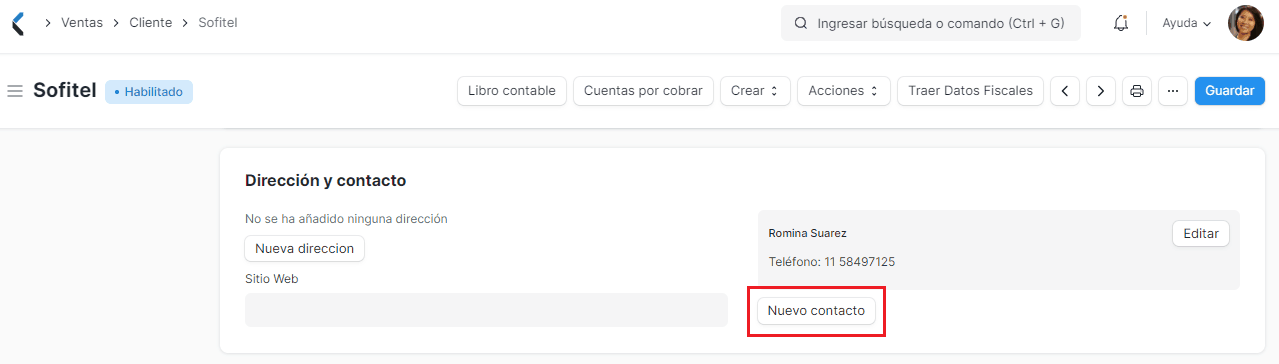 Ventas
Cliente
Sofitel
Ingresar búsqueda o comando (Ctrl + G)
Ayuda
Sofitel
Habilitado
Libro contable
Cuentas por cobrar
Crear
Acciones
Traer Datos Fiscales
...
Guardar
Dirección y contacto
No se ha añadido ninguna dirección
Nueva direccion
Sitio Web
Romina Suarez
Editar
Teléfono: 11 58497125
Nuevo contacto